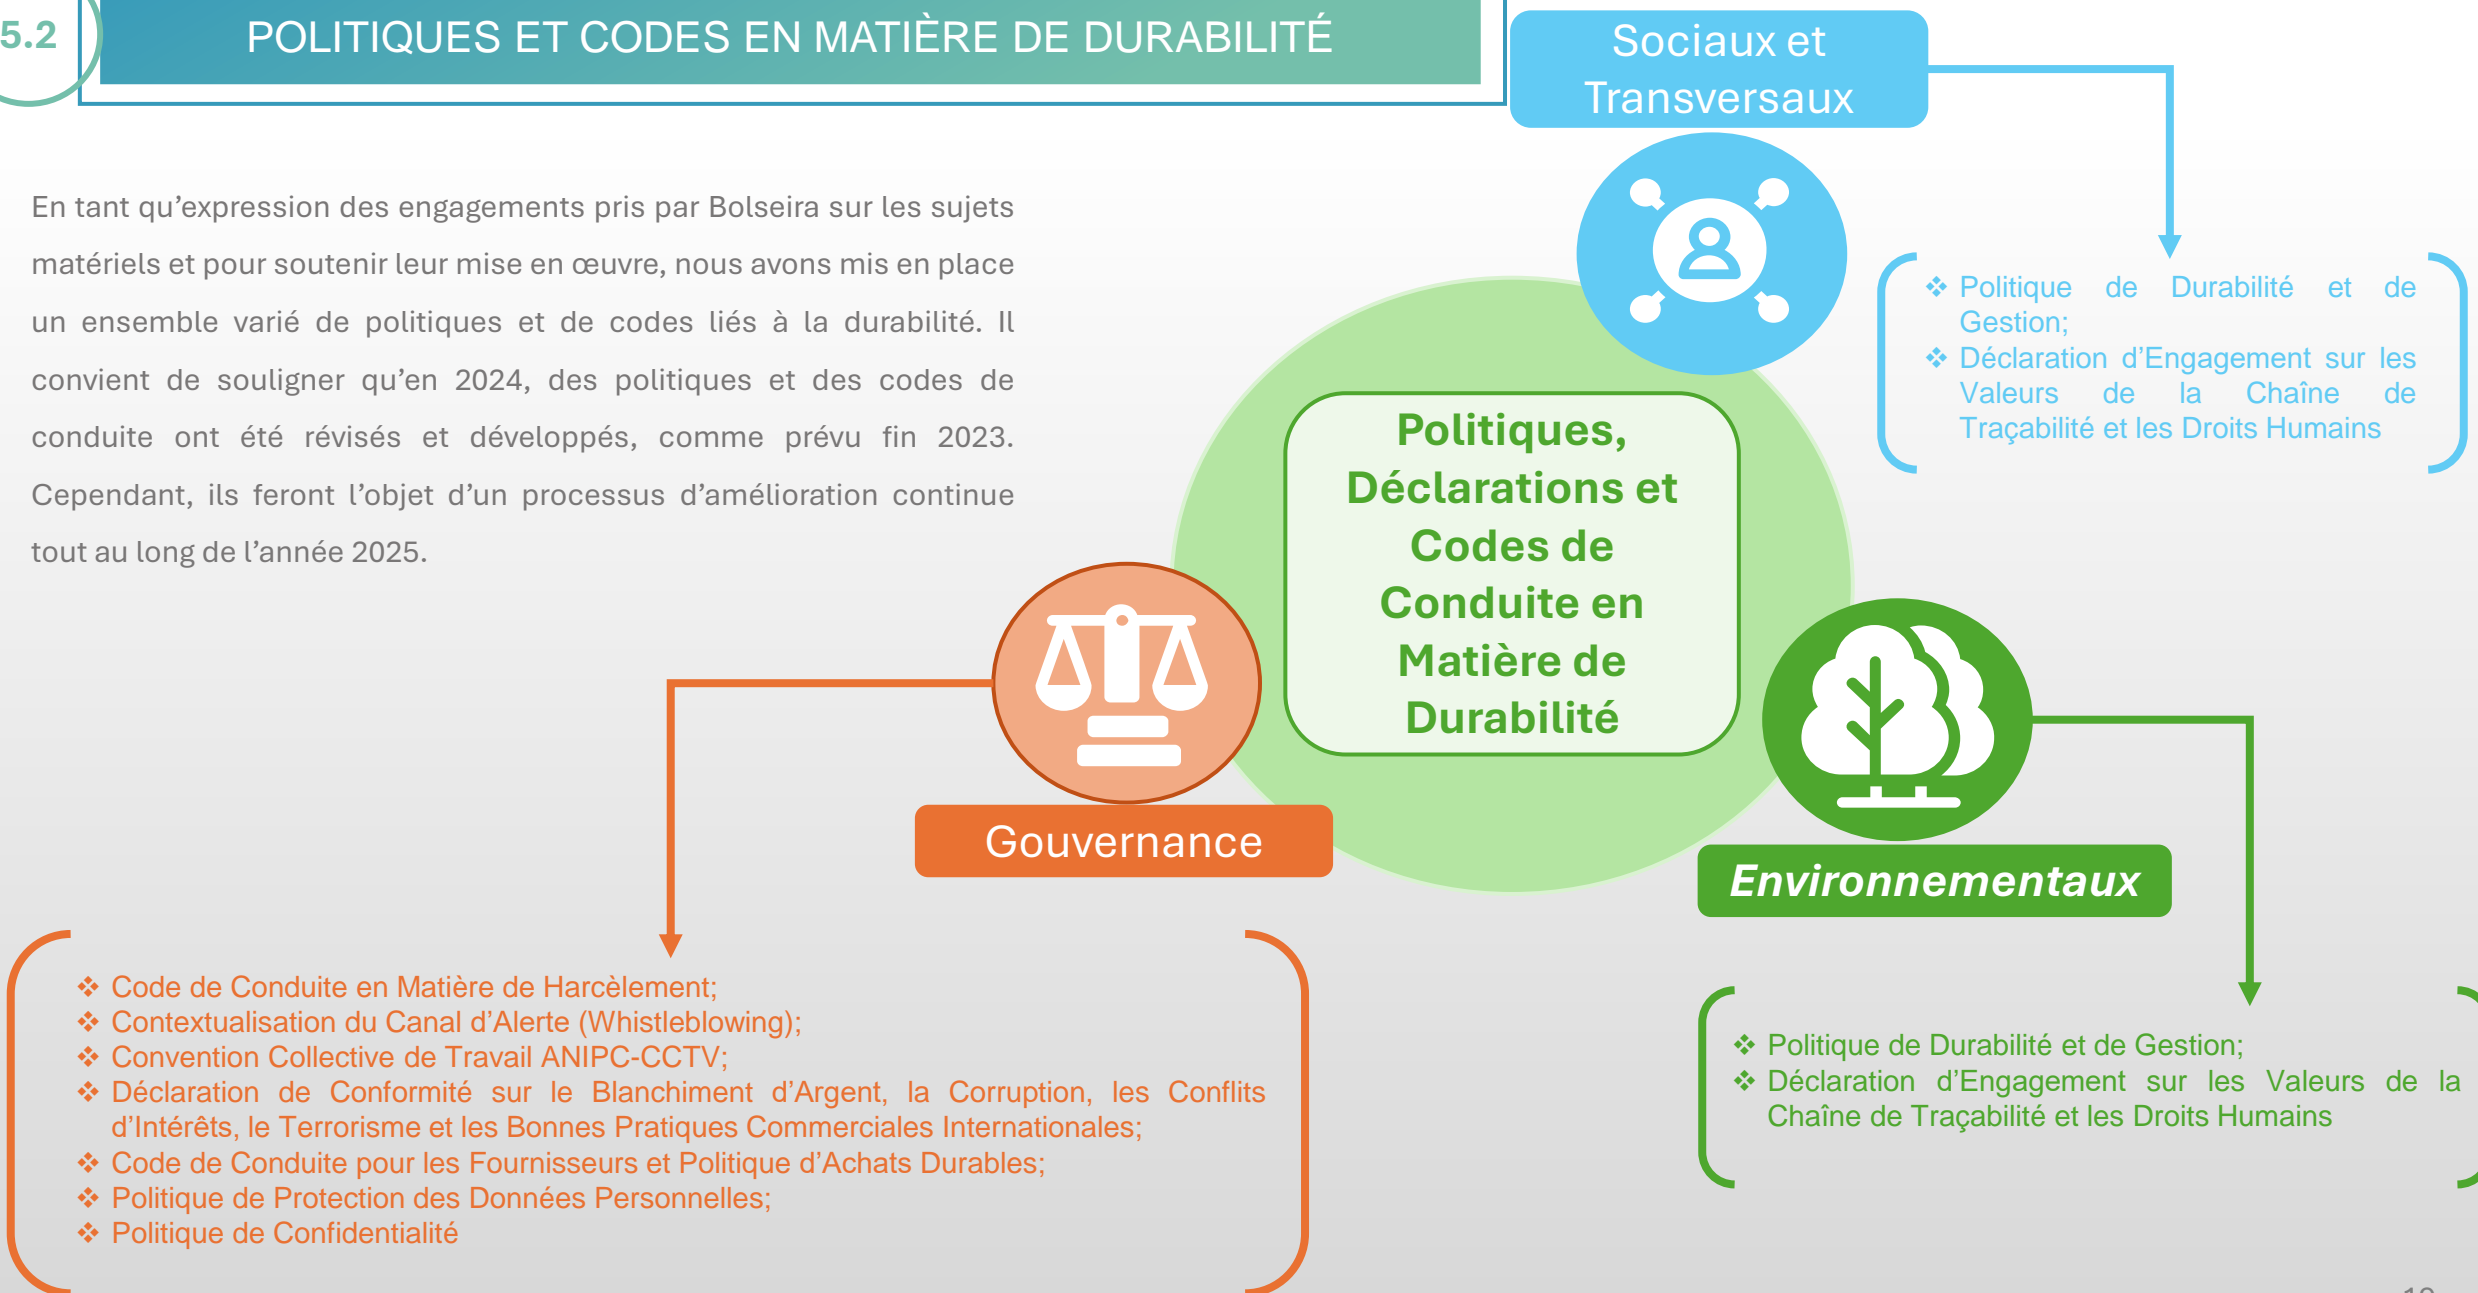 5.2
POLITIQUES ET CODES EN MATIÈRE DE DURABILITÉ
En tant qu’expression des engagements pris par Bolseira sur les sujets
matériels et pour soutenir leur mise en œuvre, nous avons mis en place
un ensemble varié de politiques et de codes liés à la durabilité. Il
convient de souligner qu’en 2024, des politiques et des codes de
conduite ont été révisés et développés, comme prévu fin 2023.
Cependant, ils feront l’objet d’un processus d’amélioration continue
tout au long de l’année 2025.
Sociaux et
Transversaux
❖ Politique de Durabilité et de
Gestion;
❖ Déclaration d’Engagement sur les
Valeurs de la Chaîne de
Traçabilité et les Droits Humains
Politiques,
Déclarations et
Codes de
Conduite en
Matière de
Durabilité
Gouvernance
❖ Code de Conduite en Matière de Harcèlement;
❖ Contextualisation du Canal d’Alerte (Whistleblowing);
❖ Convention Collective de Travail ANIPC-CCTV;
❖ Déclaration de Conformité sur le Blanchiment d’Argent, la Corruption, les Conflits
d’Intérêts, le Terrorisme et les Bonnes Pratiques Commerciales Internationales;
❖ Code de Conduite pour les Fournisseurs et Politique d’Achats Durables;
❖ Politique de Protection des Données Personnelles;
❖ Politique de Confidentialité
Environnementaux
❖ Politique de Durabilité et de Gestion;
❖ Déclaration d’Engagement sur les Valeurs de la
Chaîne de Traçabilité et les Droits Humains